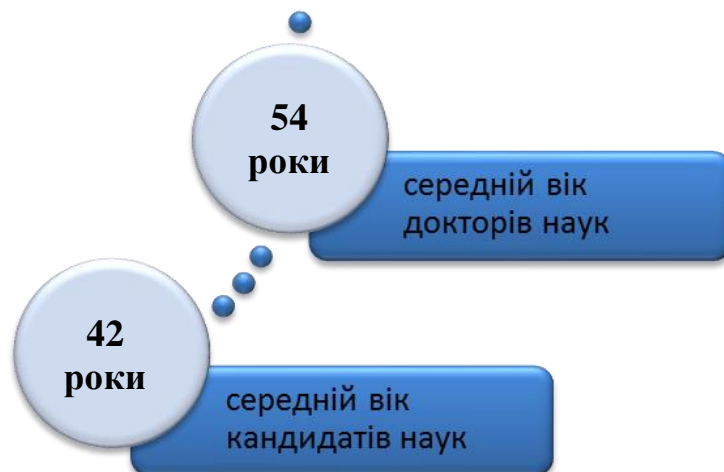 54
роки
середній вік
докторів наук
42
роки
середній вік
кандидатів наук